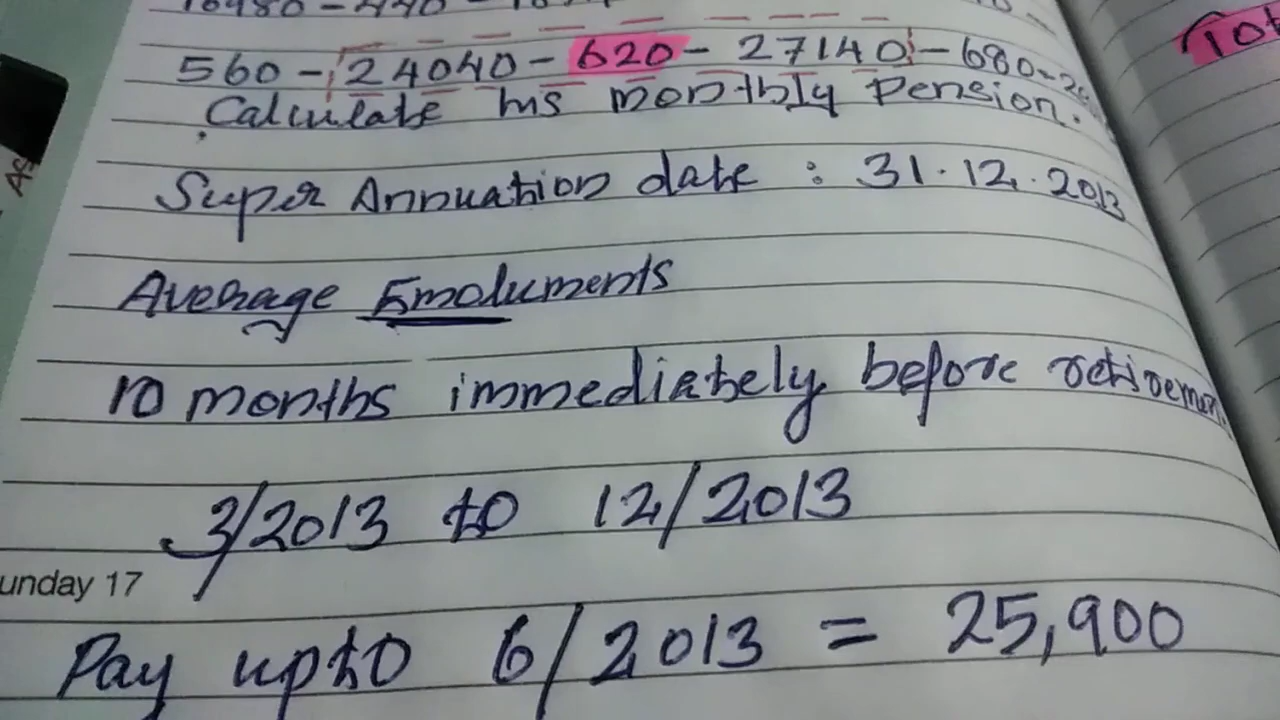 560 - 24040 - 620 - 27140 - 680 -
Calculate his monthly Pension.
Super Annuation date : 31.12.2013
Average Emoluments
10 months immediately before retirement
3/2013 to 12/2013
unday 17
Pay upto 6/2013 = 25,900
Tot